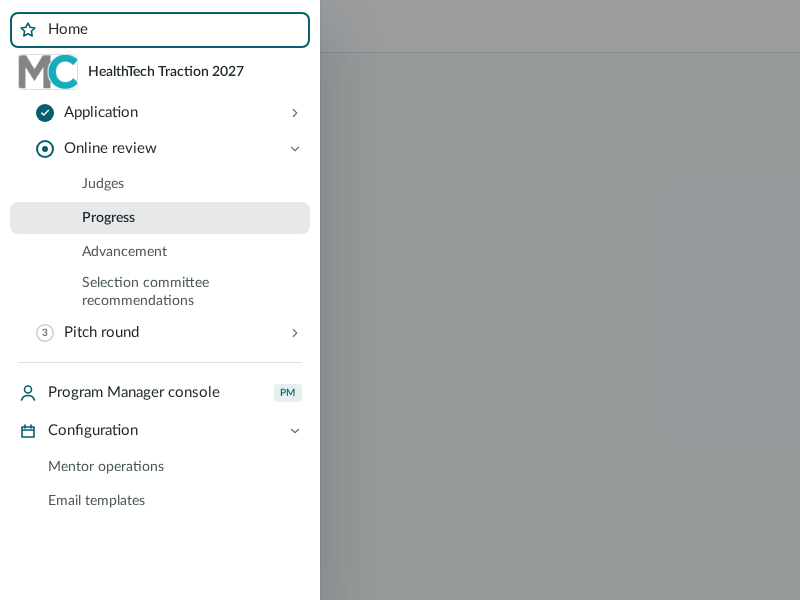 Home
MC
HealthTech Traction 2027
Application
Online review
Judges
Progress
Advancement
Selection committee
recommendations
3
Pitch round
Program Manager console
PM
Configuration
Mentor operations
Email templates